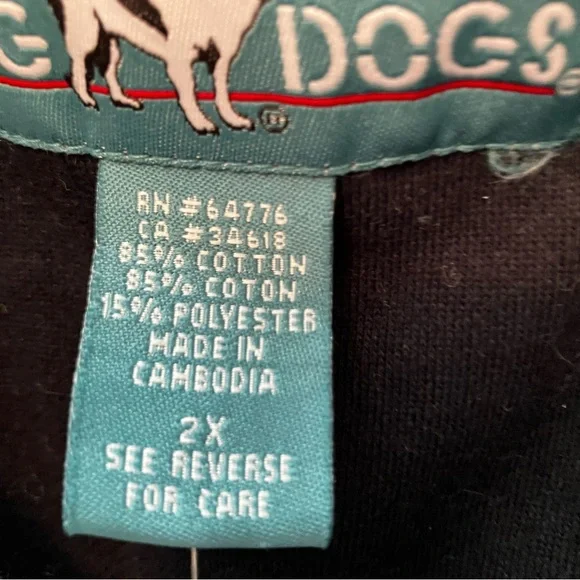 G DOGS
®
RN #64776
CA #34618
85% COTTON
85% COTON
15% POLYESTER
MADE IN
CAMBODIA
2X
SEE REVERSE
FOR CARE